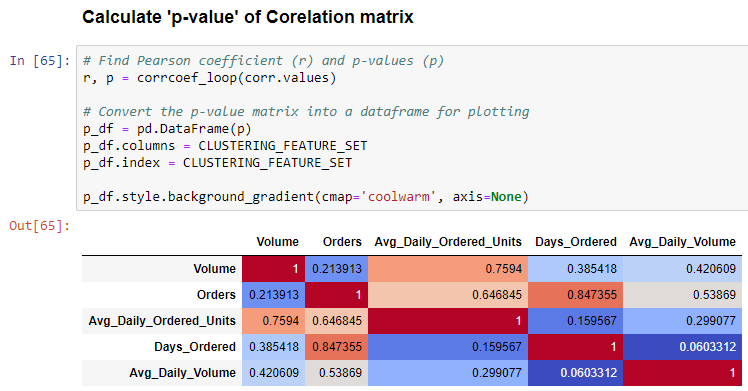 Calculate 'p-value' of Corelation matrix
In [65]: # Find Pearson coefficient (r) and p-values (p)
r, p = corrcoef_loop(corr.values)
# Convert the p-value matrix into a dataframe for plotting
p_df = pd.DataFrame(p)
p_df.columns = CLUSTERING_FEATURE_SET
p_df.index = CLUSTERING_FEATURE_SET
p_df.style.background_gradient(cmap='coolwarm', axis=None)
Out[65]:
Volume Orders Avg_Daily_Ordered_Units Days_Ordered Avg_Daily_Volume
Volume 1 0.213913 0.7594 0.385418 0.420609
Orders 0.213913 1 0.646845 0.847355 0.53869
Avg_Daily_Ordered_Units 0.7594 0.646845 1 0.159567 0.299077
Days_Ordered 0.385418 0.847355 0.159567 1 0.0603312
Avg_Daily_Volume 0.420609 0.53869 0.299077 0.0603312 1